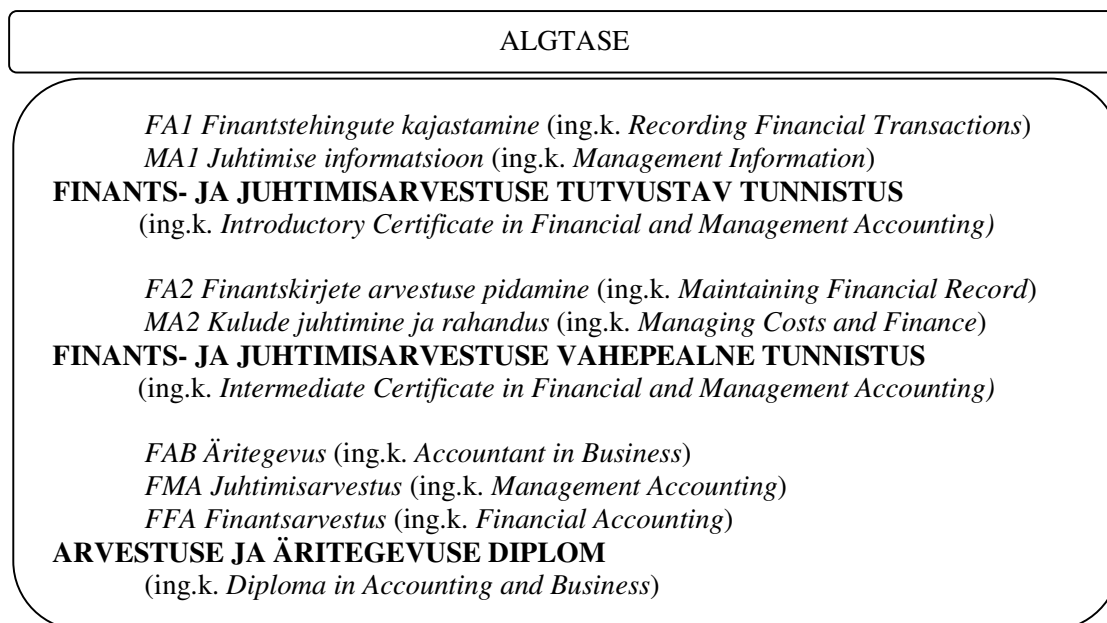 ALGTASE
FA1 Finantstehingute kajastamine (ing.k. Recording Financial Transactions)
MA1 Juhtimise informatsioon (ing.k. Management Information)
FINANTS- JA JUHTIMISARVESTUSE TUTVUSTAV TUNNISTUS
(ing.k. Introductory Certificate in Financial and Management Accounting)
FA2 Finantskirjete arvestuse pidamine (ing.k. Maintaining Financial Record)
MA2 Kulude juhtimine ja rahandus (ing.k. Managing Costs and Finance)
FINANTS- JA JUHTIMISARVESTUSE VAHEPEALNE TUNNISTUS
(ing.k. Intermediate Certificate in Financial and Management Accounting)
FAB Äritegevus (ing.k. Accountant in Business)
FMA Juhtimisarvestus (ing.k. Management Accounting)
FFA Finantsarvestus (ing.k. Financial Accounting)
ARVESTUSE JA ÄRITEGEVUSE DIPLOM
(ing.k. Diploma in Accounting and Business)